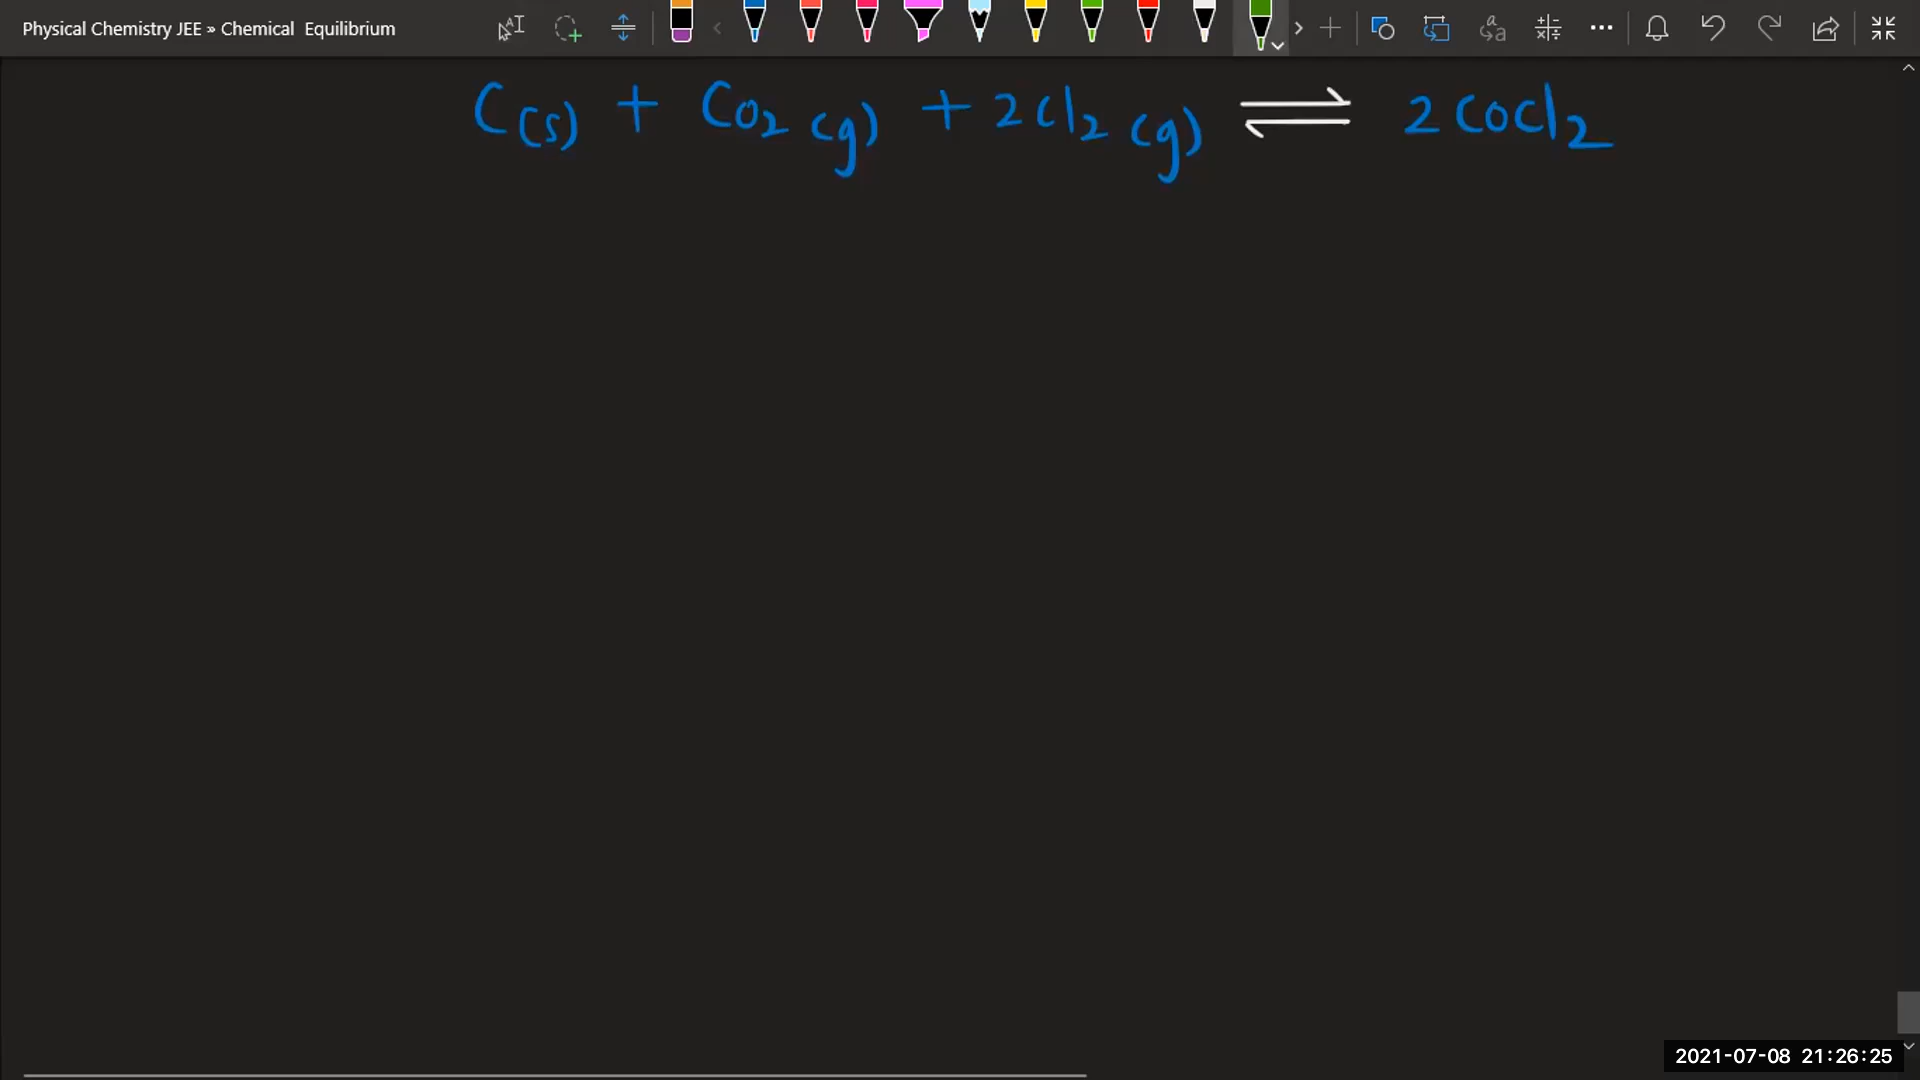 Physical Chemistry JEE » Chemical Equilibrium
C(s) + CO2 (g) + 2Cl2 (g) ⇌ 2COCl2
2021-07-08 21:26:25